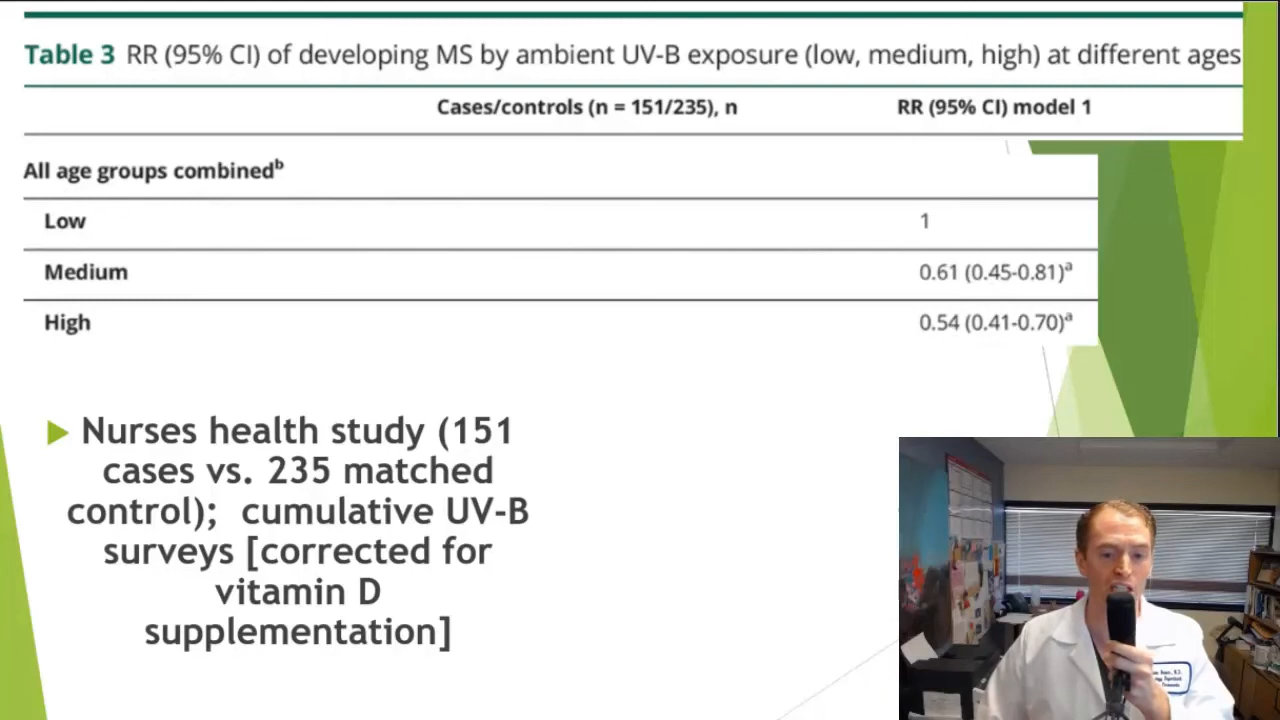 Table 3 RR (95% CI) of developing MS by ambient UV-B exposure (low, medium, high) at different ages
Cases/controls (n = 151/235), n RR (95% CI) model 1
All age groups combinedᵇ
Low 1
Medium 0.61 (0.45-0.81)ᵃ
High 0.54 (0.41-0.70)ᵃ
Nurses health study (151
cases vs. 235 matched
control); cumulative UV-B
surveys [corrected for
vitamin D
supplementation]